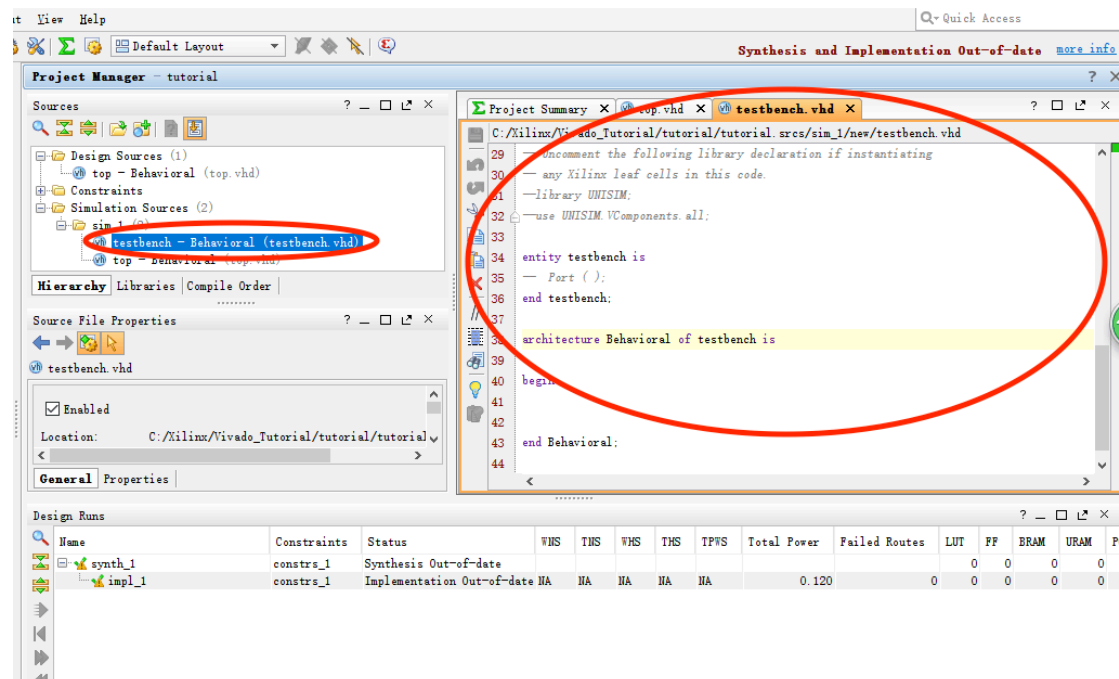 View Help
Quick Access
Default Layout
Synthesis and Implementation Out-of-date more info
Project Manager - tutorial
Sources
Design Sources (1)
top - Behavioral (top.vhd)
Constraints
Simulation Sources (2)
sim_1 (2)
testbench - Behavioral (testbench.vhd)
top - Behavioral (top.vhd)
Hierarchy Libraries Compile Order
Source File Properties
testbench.vhd
Enabled
Location: C:/Xilinx/Vivado_Tutorial/tutorial/tutorial
General Properties
Project Summary top.vhd testbench.vhd
C:/Xilinx/Vivado_Tutorial/tutorial/tutorial.srcs/sim_1/new/testbench.vhd
29 -- Uncomment the following library declaration if instantiating
30 -- any Xilinx leaf cells in this code.
31 --library UNISIM;
32 --use UNISIM.VComponents.all;
33
34 entity testbench is
35 -- Port ( );
36 end testbench;
37
38 architecture Behavioral of testbench is
39
40 begin
41
42
43 end Behavioral;
44
Design Runs
Name Constraints Status WNS TNS WHS THS TPWS Total Power Failed Routes LUT FF BRAM URAM
synth_1 constrs_1 Synthesis Out-of-date 0 0 0 0
impl_1 constrs_1 Implementation Out-of-date NA NA NA NA NA 0.120 0 0 0 0 0